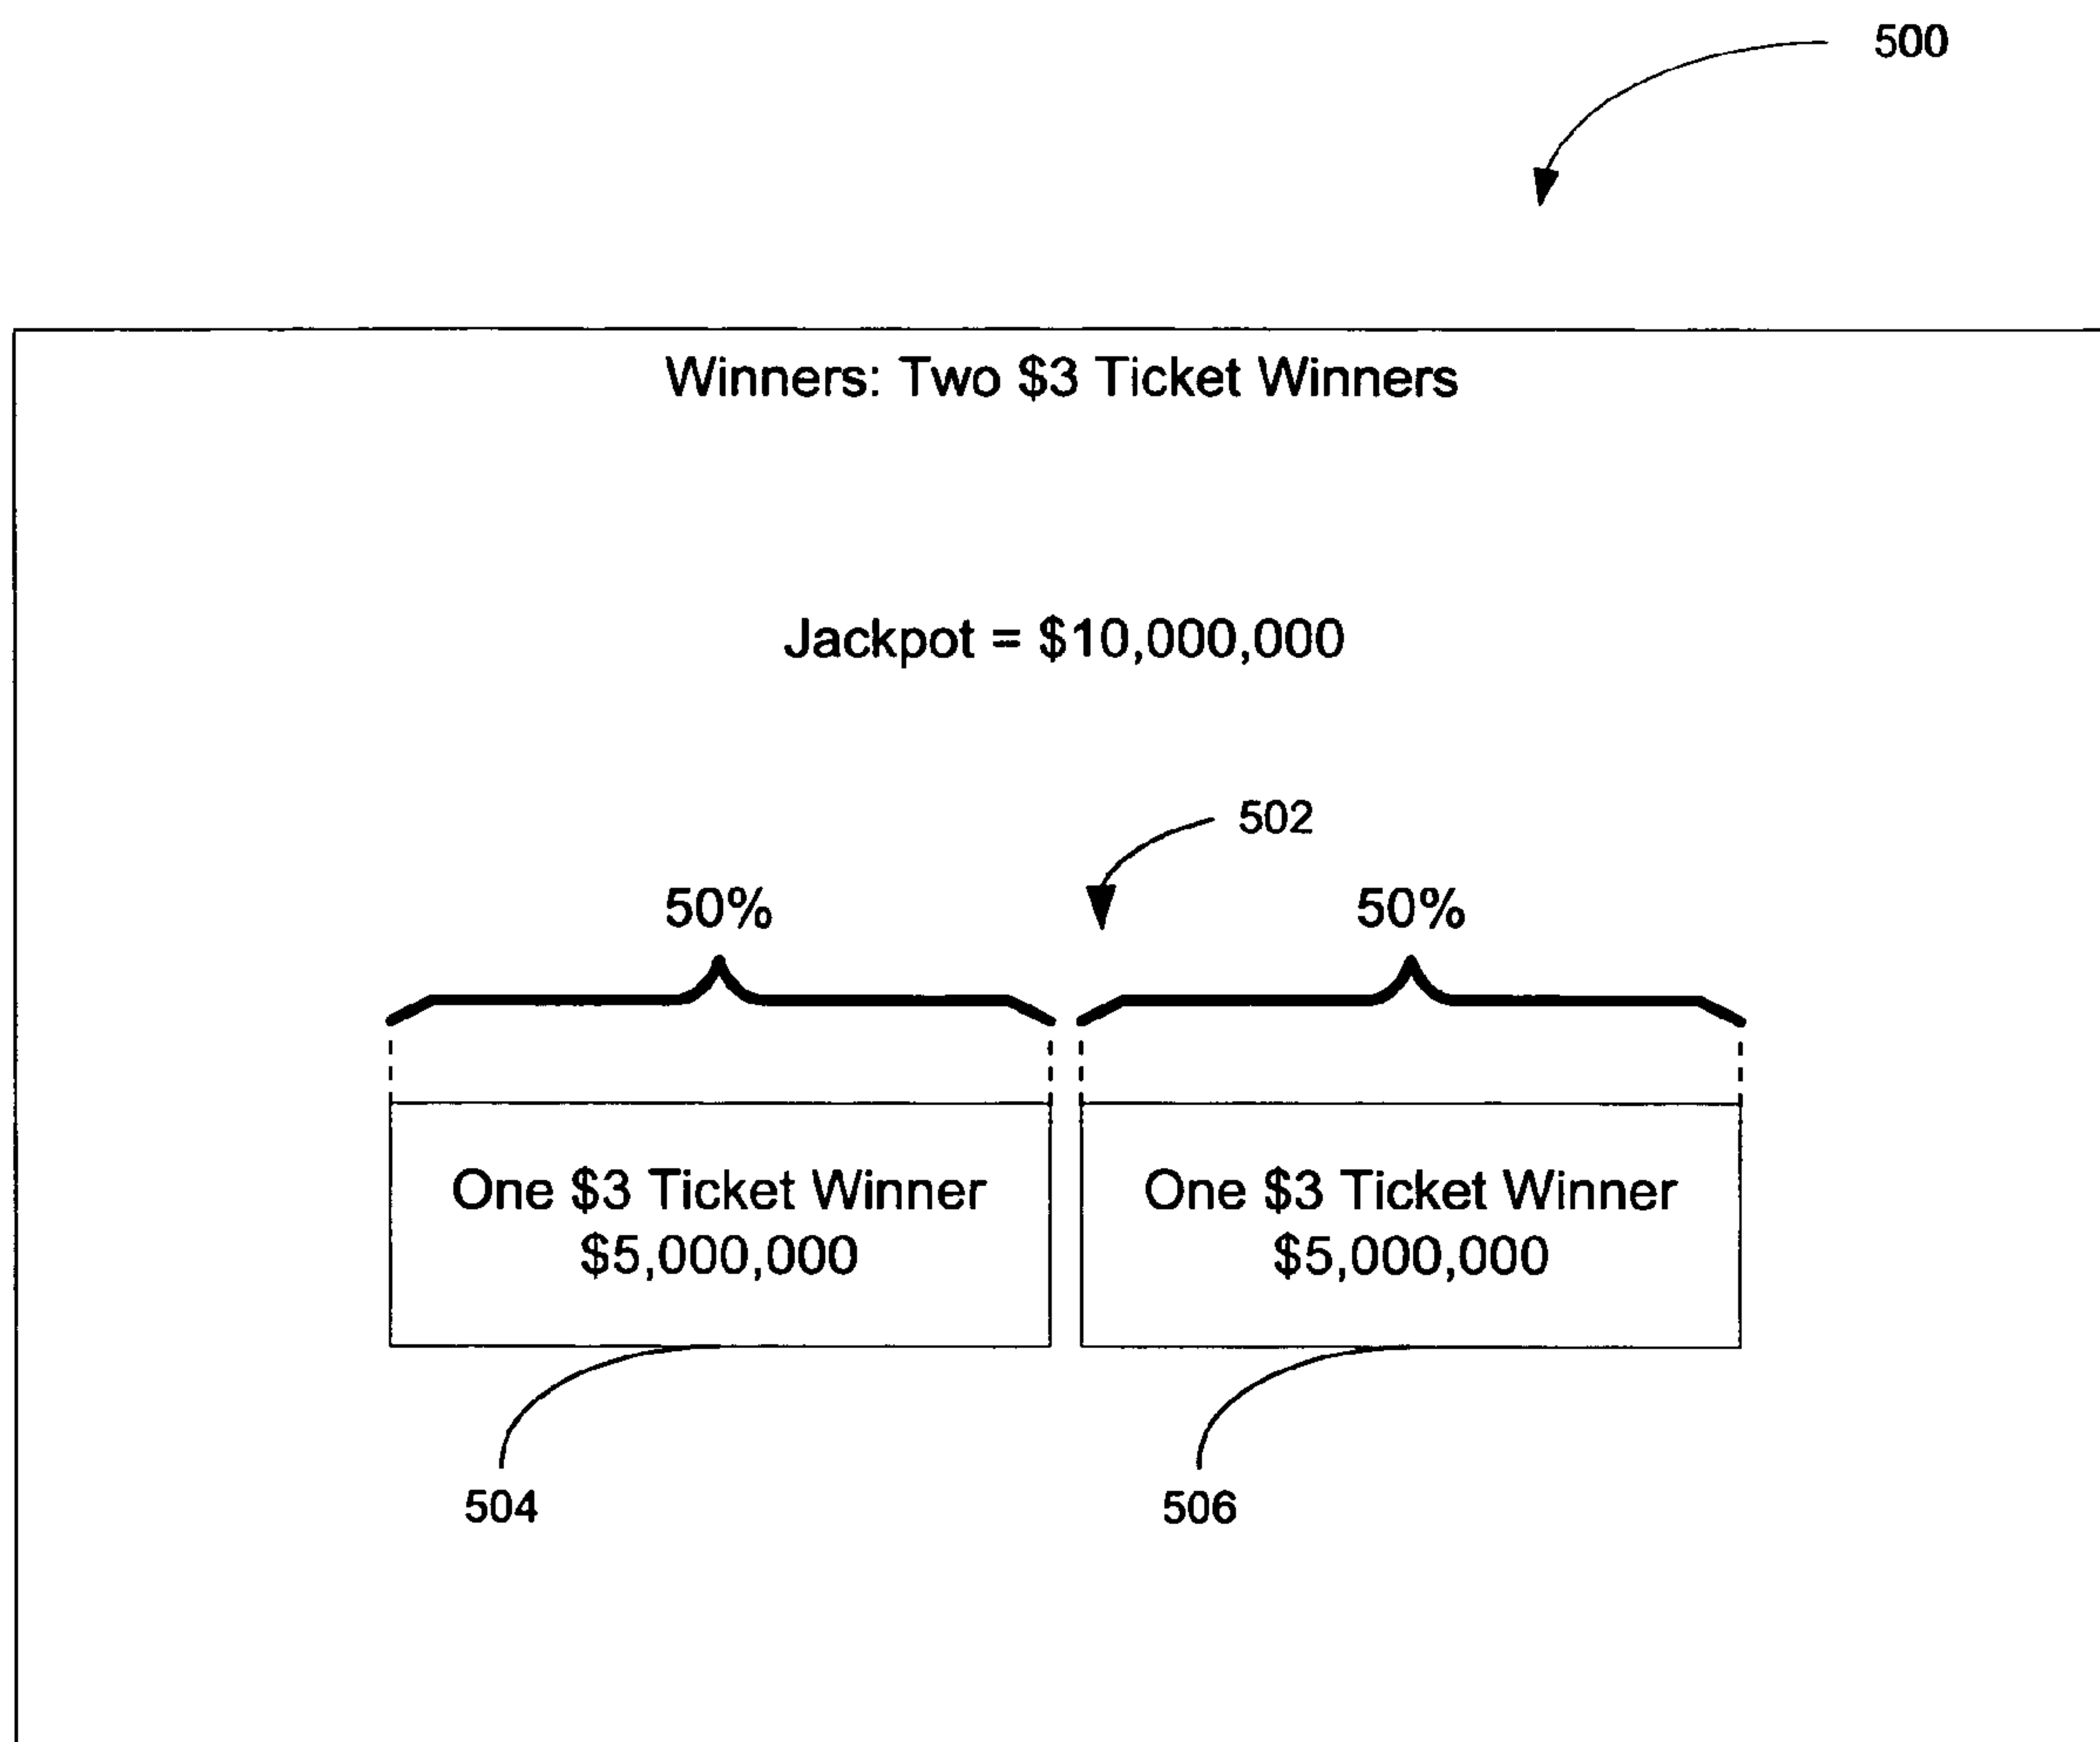 500
Winners: Two $3 Ticket Winners
Jackpot = $10,000,000
502
50%
50%
One $3 Ticket Winner
$5,000,000
One $3 Ticket Winner
$5,000,000
504
506